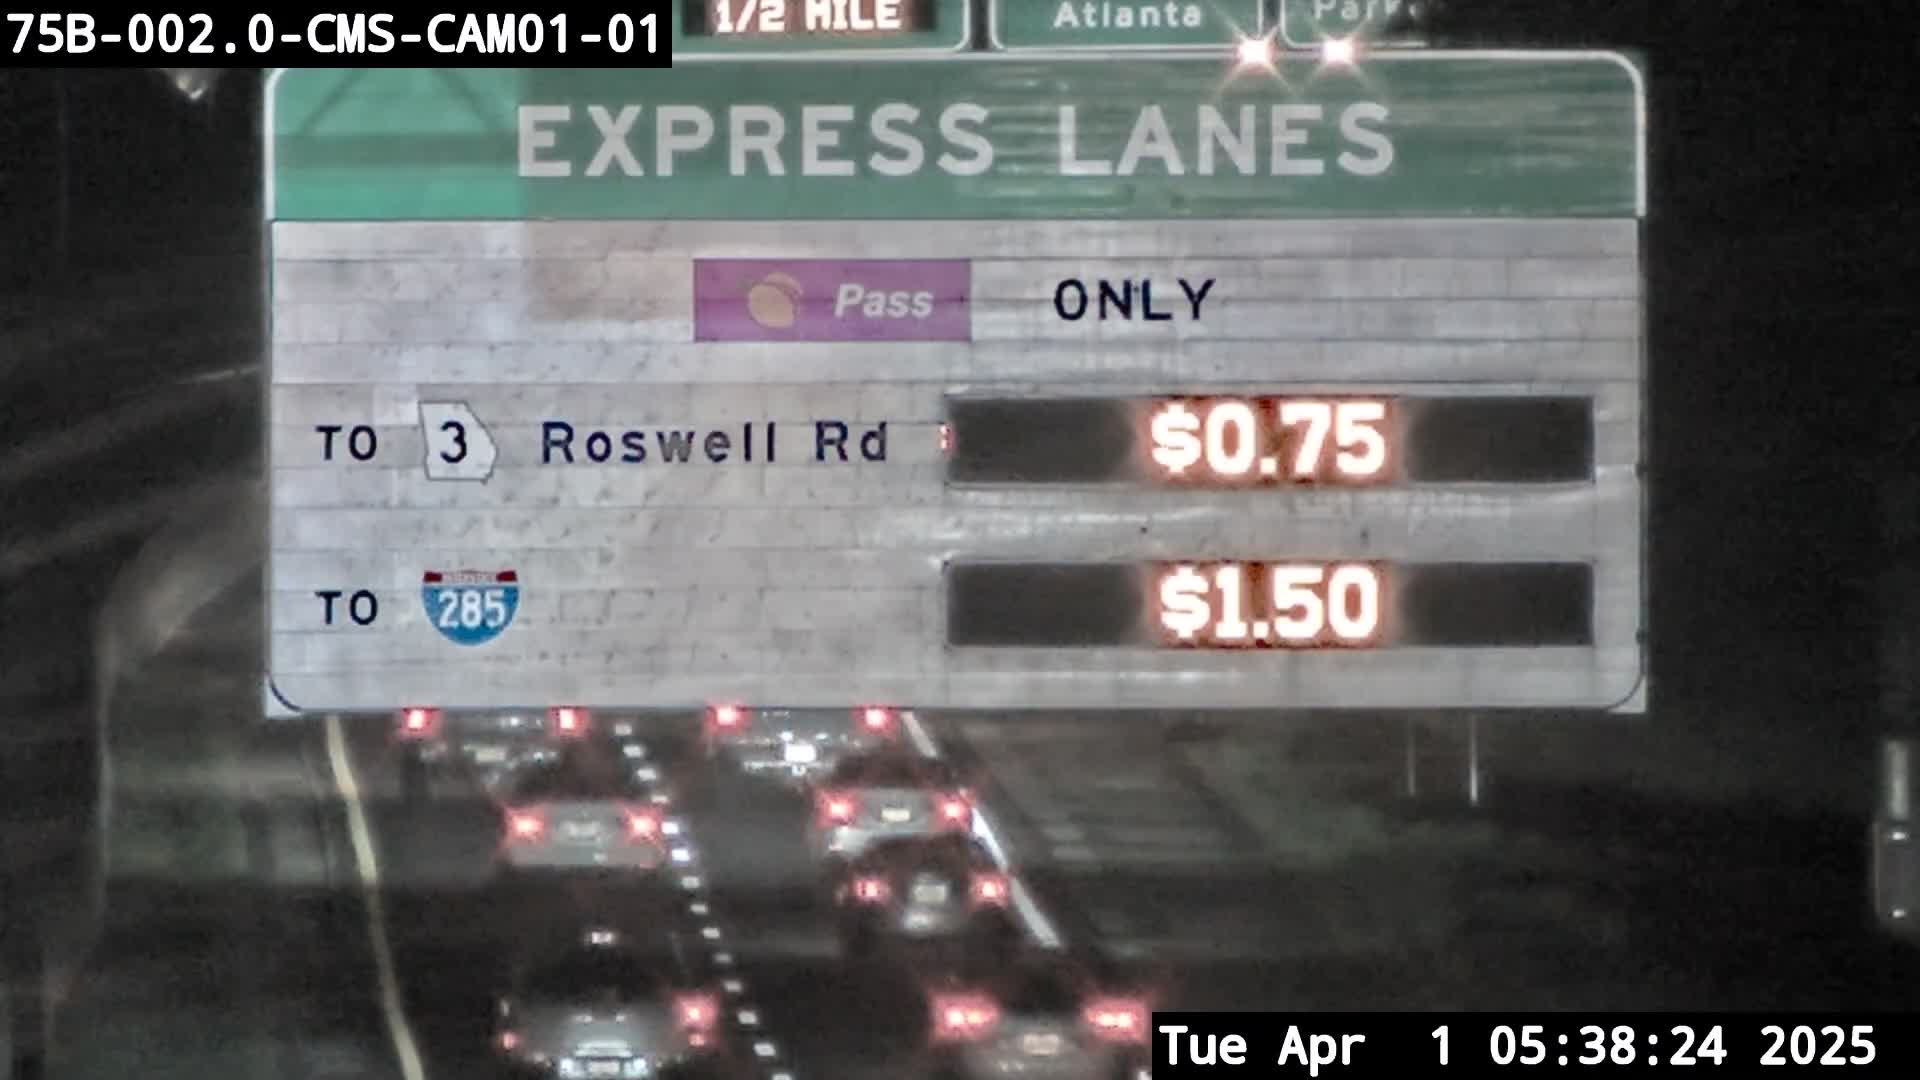 75B-002.0-CMS-CAM01-01
1/2 MILE
Atlanta
EXPRESS LANES
Pass ONLY
TO 3 Roswell Rd $0.75
TO 285 $1.50
Tue Apr 1 05:38:24 2025